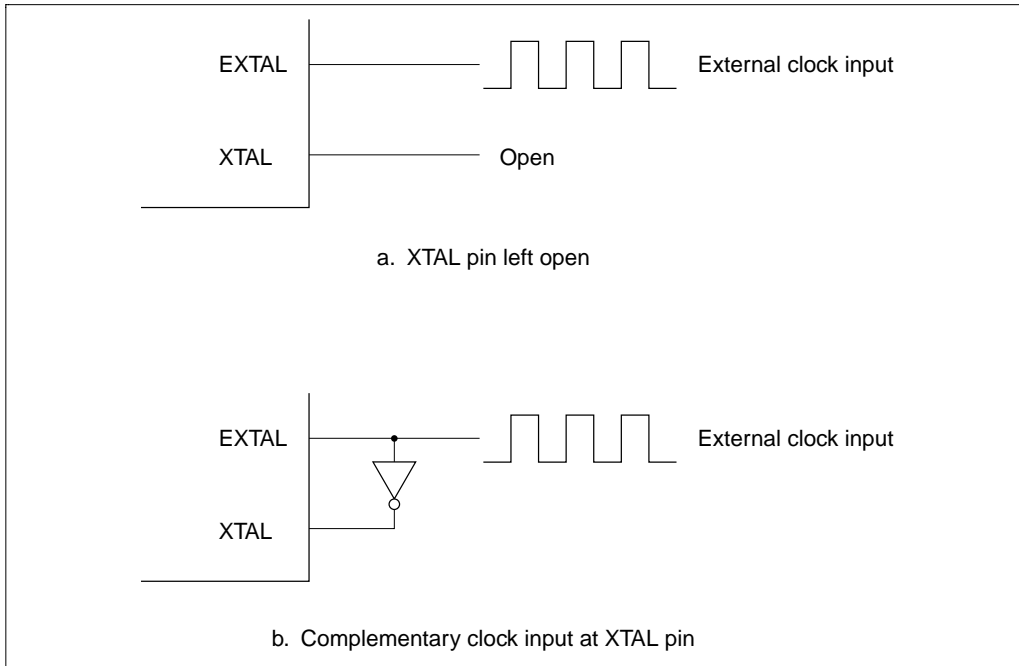 EXTAL
External clock input
XTAL
Open
a. XTAL pin left open
EXTAL
External clock input
XTAL
b. Complementary clock input at XTAL pin